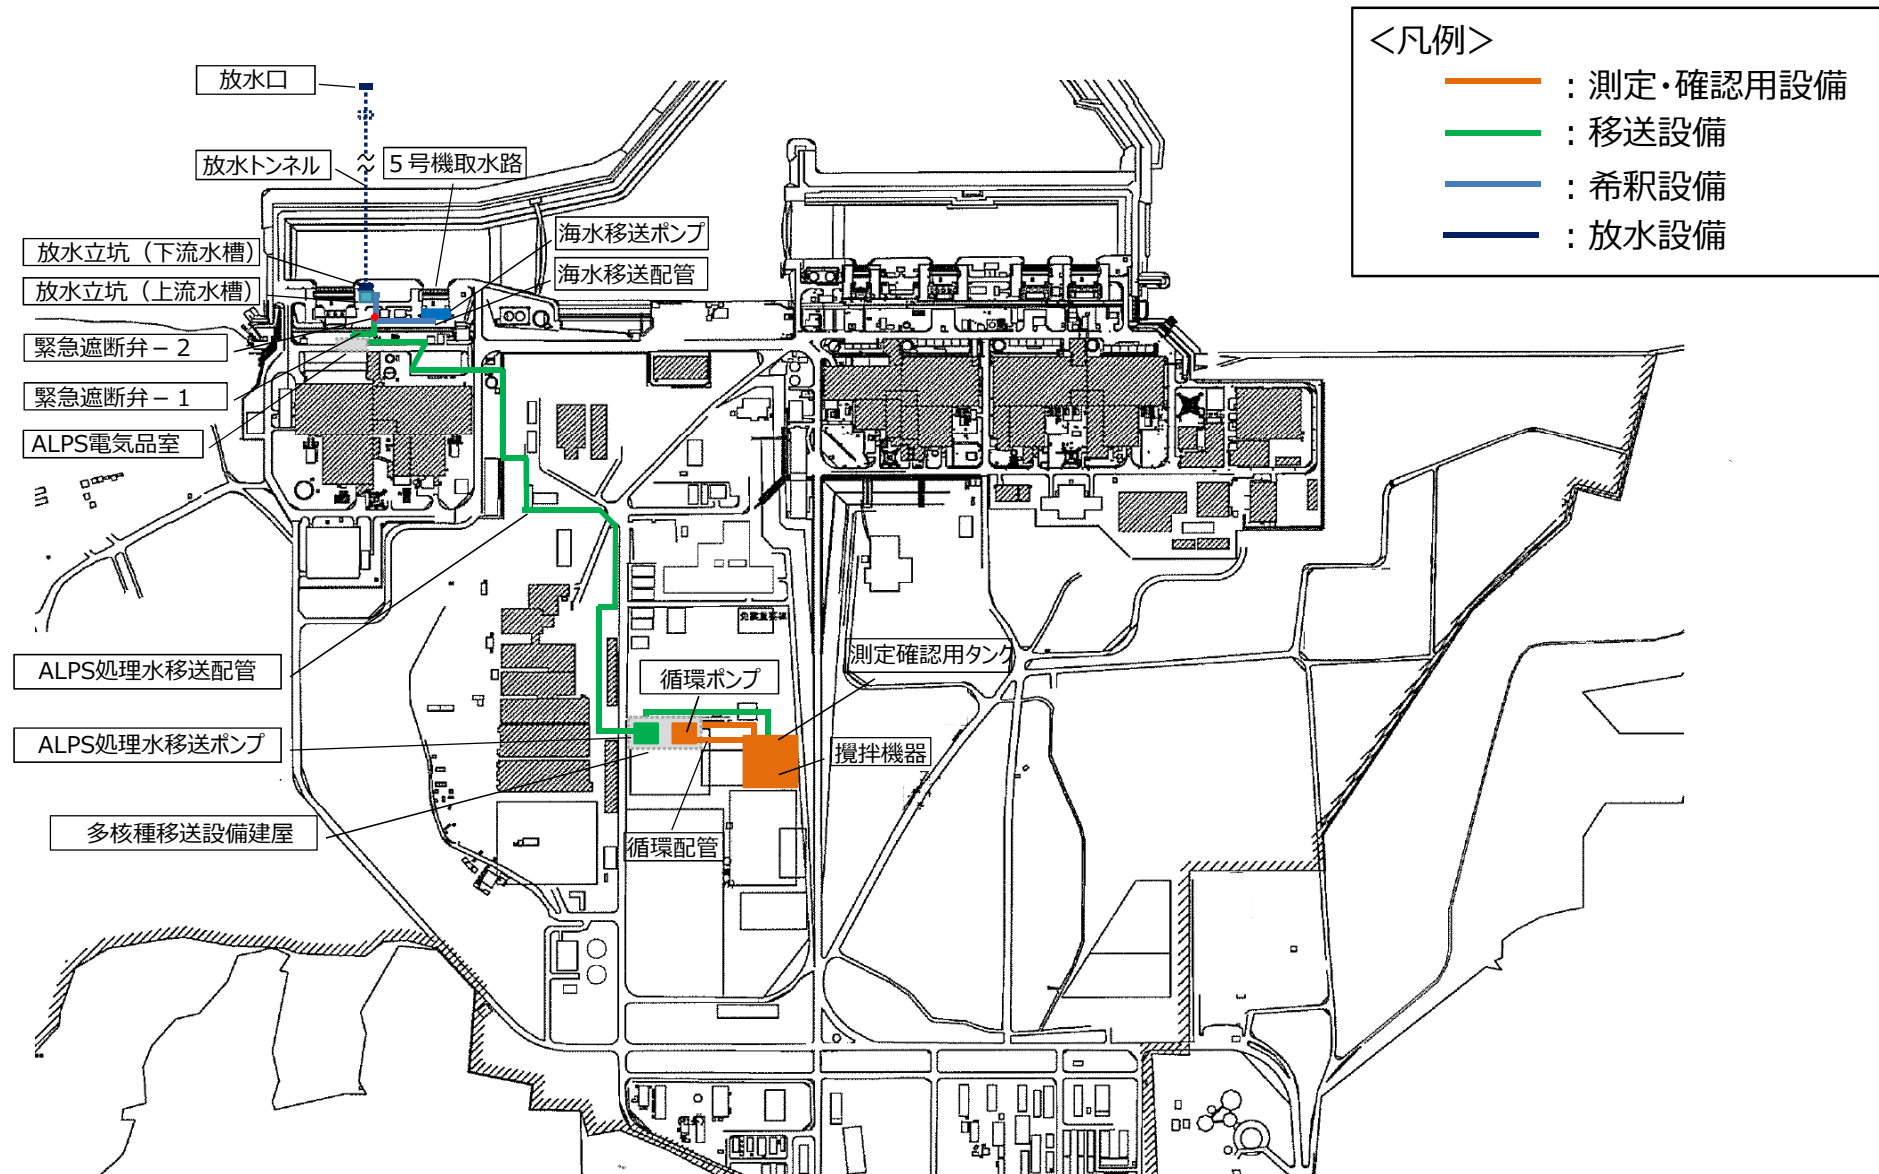 <凡例>
：測定・確認用設備
：移送設備
：希釈設備
：放水設備
放水口
放水トンネル
５号機取水路
海水移送ポンプ
海水移送配管
放水立坑（下流水槽）
放水立坑（上流水槽）
緊急遮断弁－2
緊急遮断弁－1
ALPS電気品室
ALPS処理水移送配管
測定確認用タンク
循環ポンプ
ALPS処理水移送ポンプ
攪拌機器
多核種移送設備建屋
循環配管